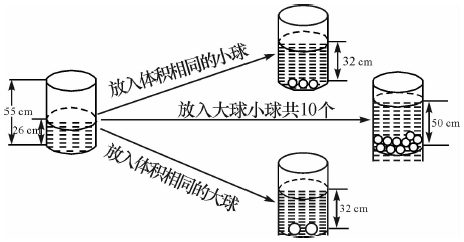 放入体积相同的小球
32 cm
55 cm
26 cm
放入大球小球共10个
50 cm
放入体积相同的大球
32 cm